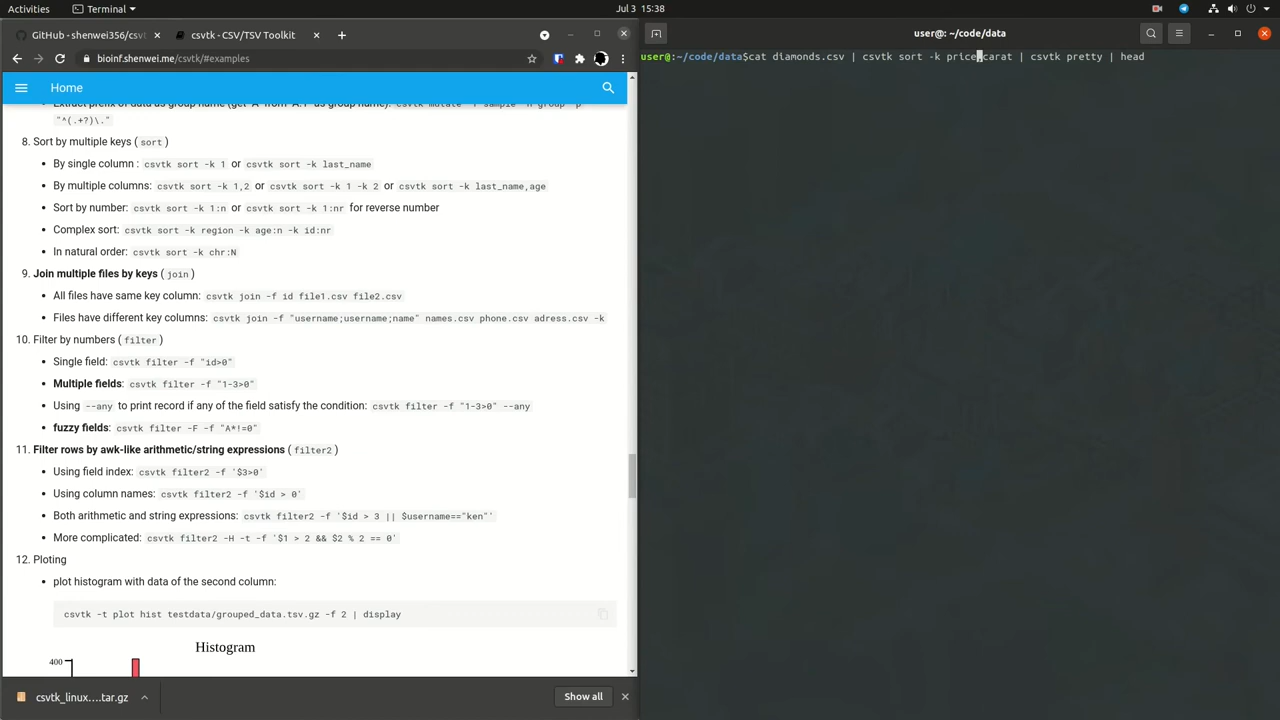 Activities
Terminal
Jul 3 15:38
GitHub - shenwei356/csvt
csvtk - CSV/TSV Toolkit
bioinf.shenwei.me/csvtk/#examples
Home
"^(.+?)\."
8. Sort by multiple keys ( sort )
By single column : csvtk sort -k 1 or csvtk sort -k last_name
By multiple columns: csvtk sort -k 1,2 or csvtk sort -k 1 -k 2 or csvtk sort -k last_name,age
Sort by number: csvtk sort -k 1:n or csvtk sort -k 1:nr for reverse number
Complex sort: csvtk sort -k region -k age:n -k id:nr
In natural order: csvtk sort -k chr:N
9. Join multiple files by keys ( join )
All files have same key column: csvtk join -f id file1.csv file2.csv
Files have different key columns: csvtk join -f "username;username;name" names.csv phone.csv adress.csv -k
10. Filter by numbers ( filter )
Single field: csvtk filter -f "id>0"
Multiple fields: csvtk filter -f "1-3>0"
Using --any to print record if any of the field satisfy the condition: csvtk filter -f "1-3>0" --any
fuzzy fields: csvtk filter -F -f "A*!=0"
11. Filter rows by awk-like arithmetic/string expressions ( filter2 )
Using field index: csvtk filter2 -f '$3>0'
Using column names: csvtk filter2 -f '$id > 0'
Both arithmetic and string expressions: csvtk filter2 -f '$id > 3 || $username=="ken"'
More complicated: csvtk filter2 -H -t -f '$1 > 2 && $2 % 2 == 0'
12. Ploting
plot histogram with data of the second column:
csvtk -t plot hist testdata/grouped_data.tsv.gz -f 2 | display
Histogram
400
csvtk_linux....tar.gz
Show all
user@: ~/code/data
user@:~/code/data$cat diamonds.csv | csvtk sort -k price,carat | csvtk pretty | head